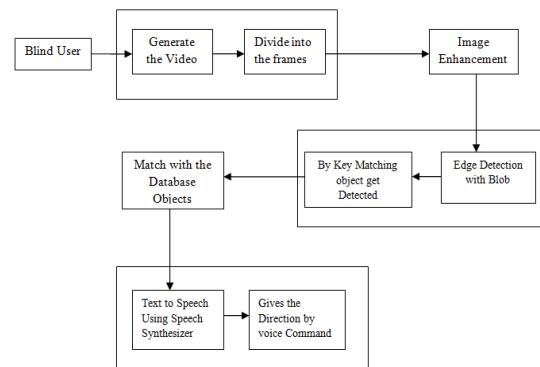 Blind User
Generate
the Video
Divide into
the frames
Image
Enhancement
Edge Detection
with Blob
By Key Matching
object get
Detected
Match with the
Database
Objects
Text to Speech
Using Speech
Synthesizer
Gives the
Direction by
voice Command